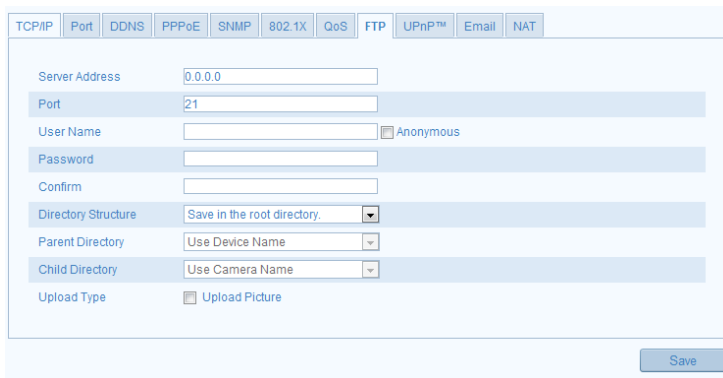 TCP/IP Port DDNS PPPoE SNMP 802.1X QoS FTP UPnP™ Email NAT
Server Address 0.0.0.0
Port 21
User Name Anonymous
Password
Confirm
Directory Structure Save in the root directory.
Parent Directory Use Device Name
Child Directory Use Camera Name
Upload Type Upload Picture
Save